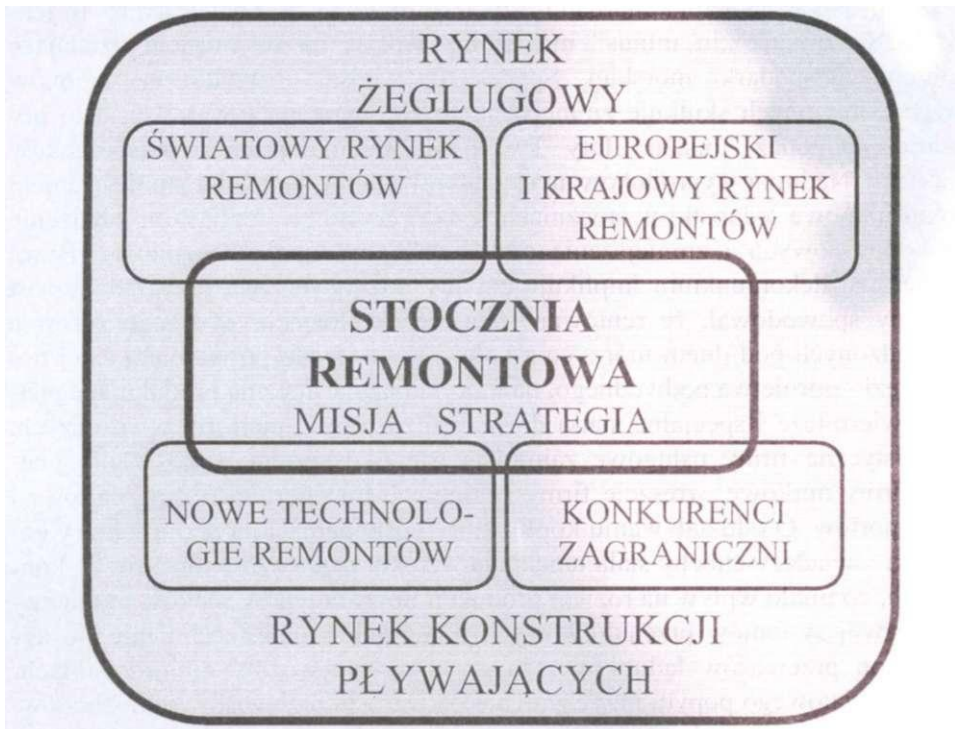 RYNEK
ŻEGLUGOWY
ŚWIATOWY RYNEK
REMONTÓW
EUROPEJSKI
I KRAJOWY RYNEK
REMONTÓW
STOCZNIA
REMONTOWA
MISJA STRATEGIA
NOWE TECHNOLO-
GIE REMONTÓW
KONKURENCI
ZAGRANICZNI
RYNEK KONSTRUKCJI
PŁYWAJĄCYCH